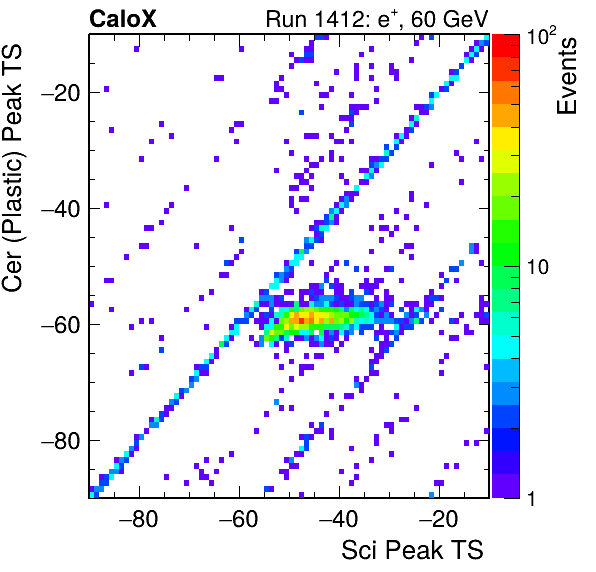 CaloX Run 1412: e⁺, 60 GeV
Cer (Plastic) Peak TS
−20
−40
−60
−80
−80 −60 −40 −20
Sci Peak TS
10²
10
1
Events